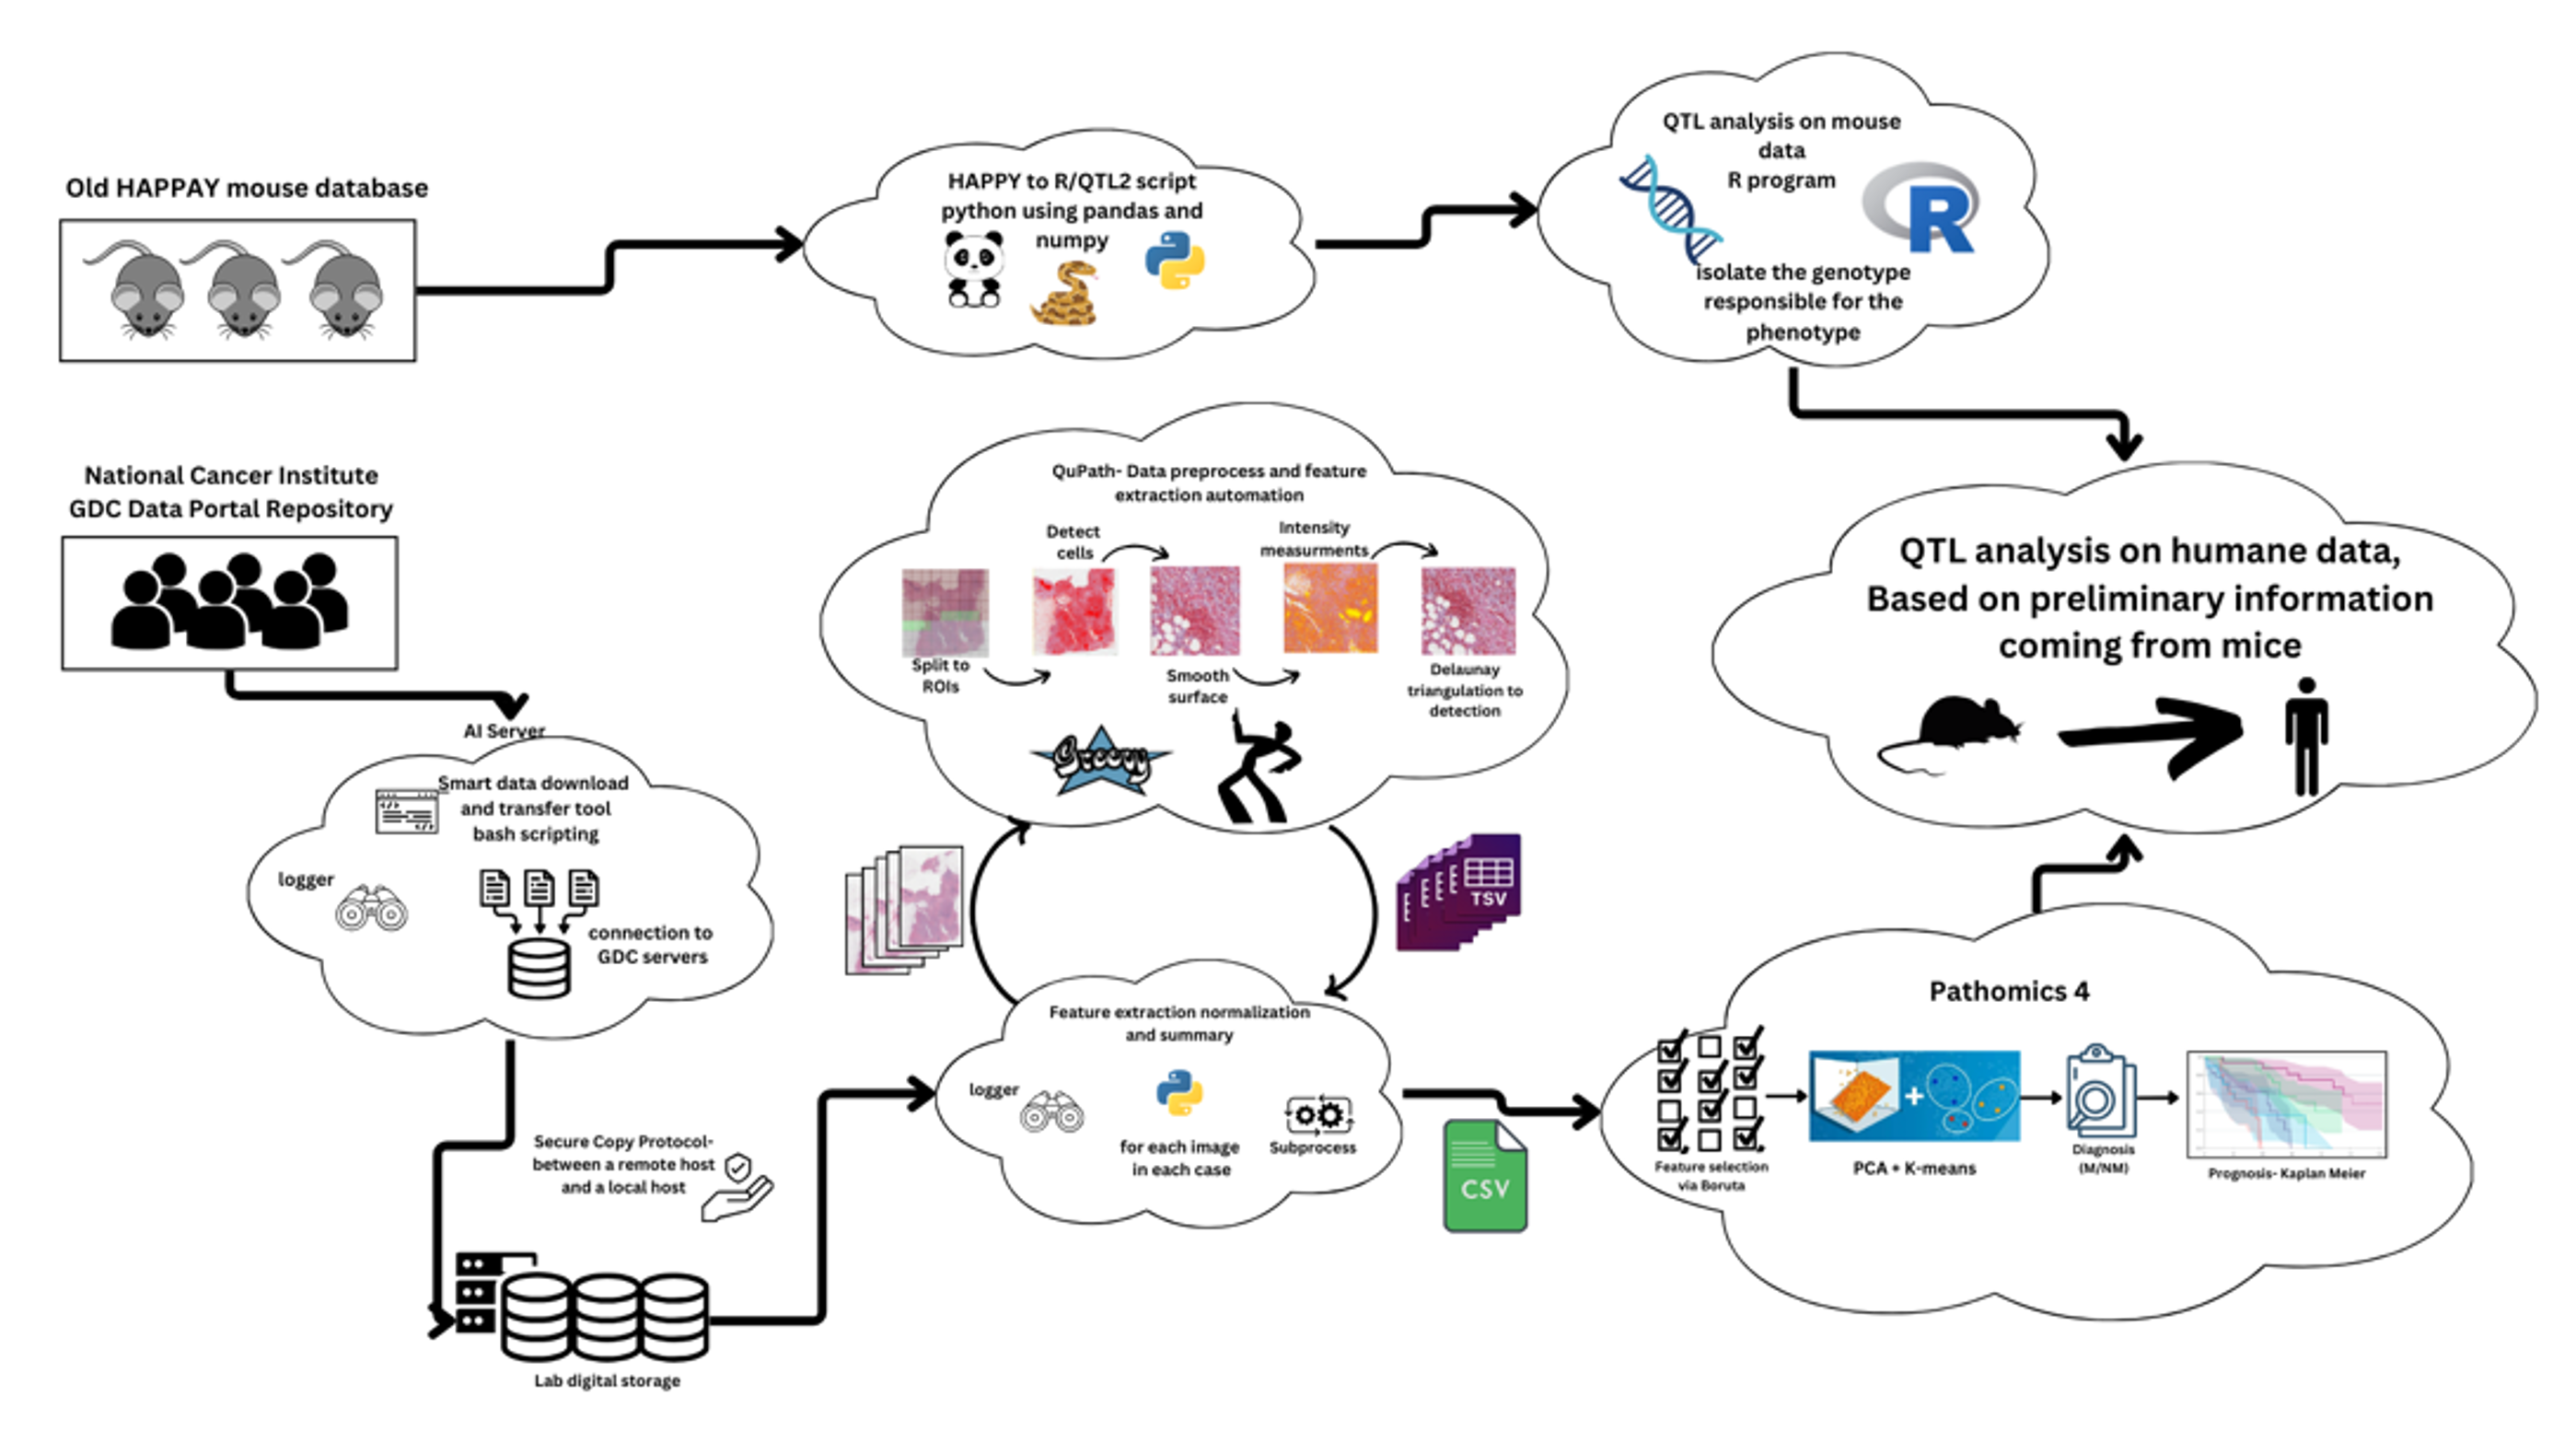 Old HAPPAY mouse database
HAPPY to R/QTL2 script
python using pandas and
numpy
QTL analysis on mouse
data
R program
R
isolate the genotype
responsible for the
phenotype
National Cancer Institute
GDC Data Portal Repository
QuPath- Data preprocess and feature
extraction automation
Detect
cells
Intensity
measurments
Split to
ROIs
Smooth
surface
Delaunay
triangulation to
detection
Groovy
QTL analysis on humane data,
Based on preliminary information
coming from mice
AI Server
Smart data download
and transfer tool
bash scripting
logger
connection to
GDC servers
TSV
Feature extraction normalization
and summary
logger
for each image
in each case
Subprocess
CSV
Pathomics 4
Feature selection
via Boruta
PCA + K-means
Diagnosis
(M/NM)
Prognosis- Kaplan Meier
Secure Copy Protocol-
between a remote host
and a local host
Lab digital storage